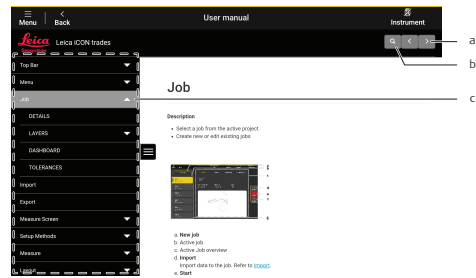 Menu
Back
User manual
Instrument
Leica
Leica iCON trades
a
b
c
Top Bar
Menu
Job
DETAILS
LAYERS
DASHBOARD
TOLERANCES
Import
Export
Measure Screen
Setup Methods
Measure
Layout
Job
Description
• Select a job from the active project
• Create new or edit existing jobs
a. New job
b. Active job
c. Active Job overview
d. Import
Import data to the job. Refer to Import.
e. Start